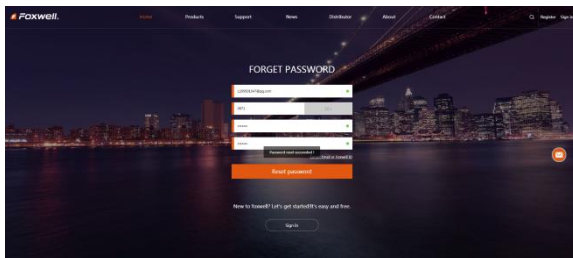 Foxwell.
Home Products Support News Distributor About Contact Register Sign in
FORGET PASSWORD
Password reset succeeded !
Reset password
New to foxwell? Let's get started!It's easy and free.
Sign in